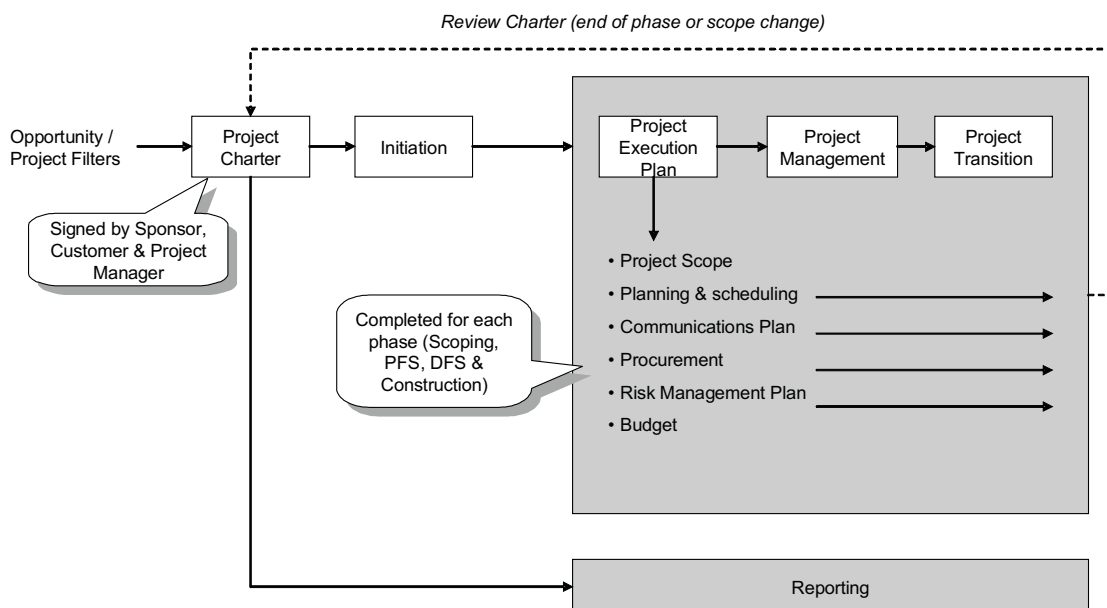 Review Charter (end of phase or scope change)
Opportunity /
Project Filters
Project
Charter
Initiation
Project
Execution
Plan
Project
Management
Project
Transition
Signed by Sponsor,
Customer & Project
Manager
• Project Scope
• Planning & scheduling
• Communications Plan
• Procurement
• Risk Management Plan
• Budget
Completed for each
phase (Scoping,
PFS, DFS &
Construction)
Reporting